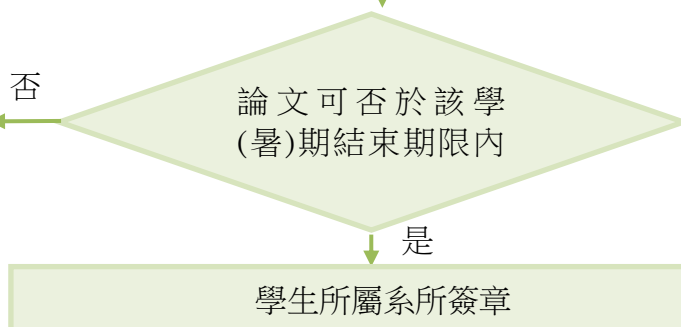 否
論文可否於該學
(暑)期結束期限內
是
學生所屬系所簽章